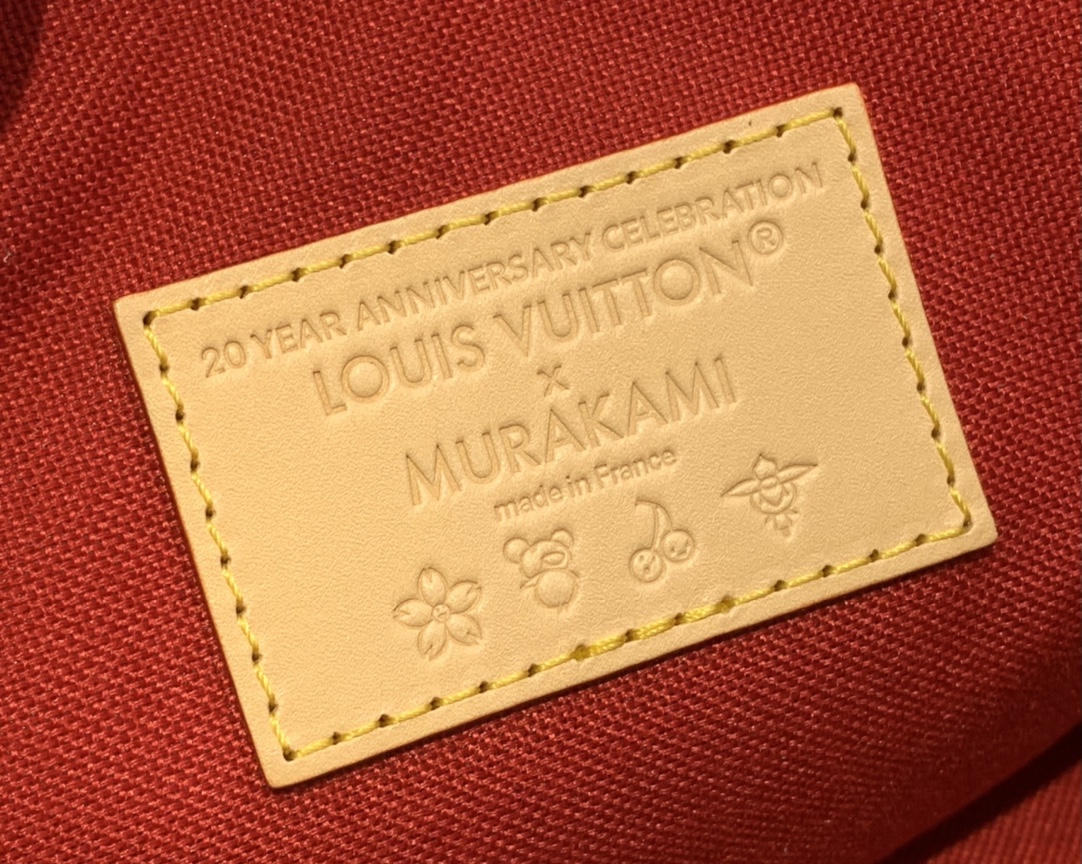 20 YEAR ANNIVERSARY CELEBRATION
LOUIS VUITTON®
x
MURAKAMI
made in France